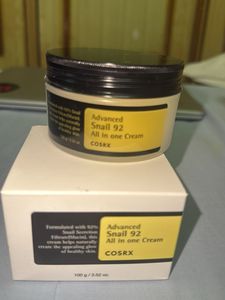 Advanced
Snail 92
All in one Cream
COSRX
Formulated with 92%
Snail Secretion
Filtrate(Mucin), this
cream helps naturally
create the appealing glow
of healthy skin.
Advanced
Snail 92
All in one Cream
COSRX
100 g / 3.52 oz.